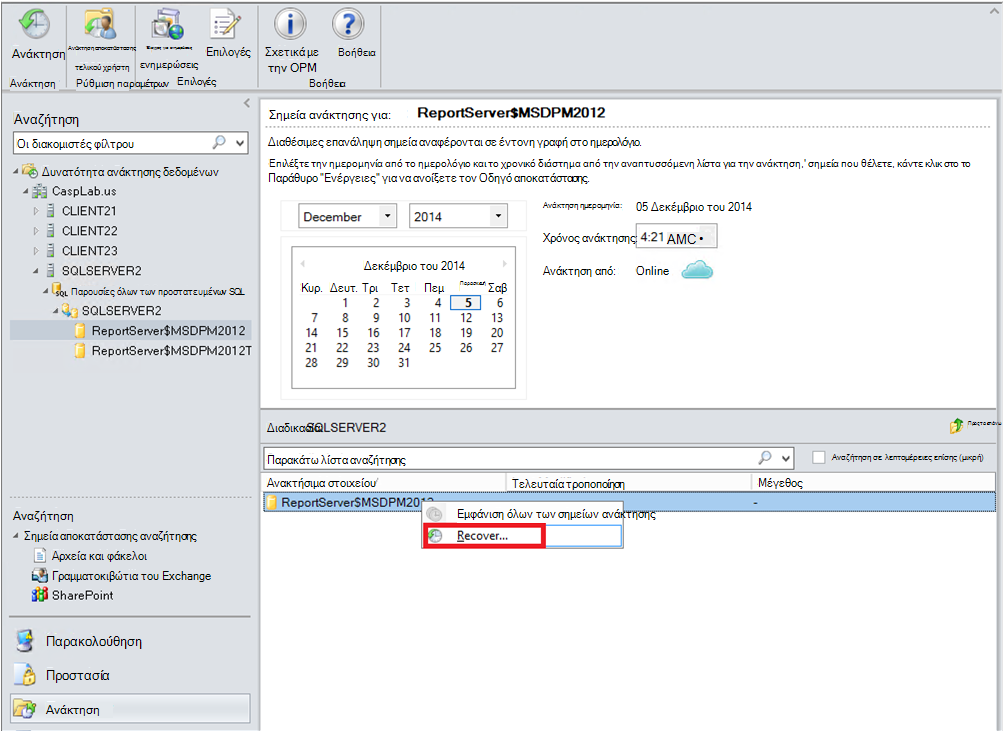 Ανάκτηση
Ανάκτηση αποκατάστασης
τελικού χρήστη
ενημερώσεις
Επιλογές
Σχετικά με
την OPM
Βοήθεια
Ανάκτηση
Ρύθμιση παραμέτρων
Επιλογές
Βοήθεια
Αναζήτηση
Οι διακομιστές φίλτρου
Δυνατότητα ανάκτησης δεδομένων
CaspLab.us
CLIENT21
CLIENT22
CLIENT23
SQLSERVER2
Παρουσίες όλων των προστατευμένων SQL
SQLSERVER2
ReportServer$MSDPM2012
ReportServer$MSDPM2012T
Αναζήτηση
Σημεία αποκατάστασης αναζήτησης
Αρχεία και φάκελοι
Γραμματοκιβώτια του Exchange
SharePoint
Παρακολούθηση
Προστασία
Ανάκτηση
Σημεία ανάκτησης για: ReportServer$MSDPM2012
Διαθέσιμες επανάληψη σημεία αναφέρονται σε έντονη γραφή στο ημερολόγιο.
Επιλέξτε την ημερομηνία από το ημερολόγιο και το χρονικό διάστημα από την αναπτυσσόμενη λίστα για την ανάκτηση,' σημεία που θέλετε, κάντε κλικ στο το
Παράθυρο "Ενέργειες" για να ανοίξετε τον Οδηγό αποκατάστασης.
December 2014
Δεκέμβριο του 2014
Κυρ. Δευτ. Τρι Τετ Πεμ Παρασκευή Σαβ
1 2 3 4 5 6
7 8 9 10 11 12 13
14 15 16 17 18 19 20
21 22 23 24 25 26 27
28 29 30 31
Ανάκτηση ημερομηνία: 05 Δεκέμβριο του 2014
Χρόνος ανάκτησης: 4:21 AMC
Ανάκτηση από: Online
Διαδικασία SQLSERVER2
Παρακάτω λίστα αναζήτησης
Αναζήτηση σε λεπτομέρειες επίσης (μικρή)
Ανακτήσιμα στοιχείου Τελευταία τροποποίηση Μέγεθος
ReportServer$MSDPM2012 -
Εμφάνιση όλων των σημείων ανάκτησης
Recover...